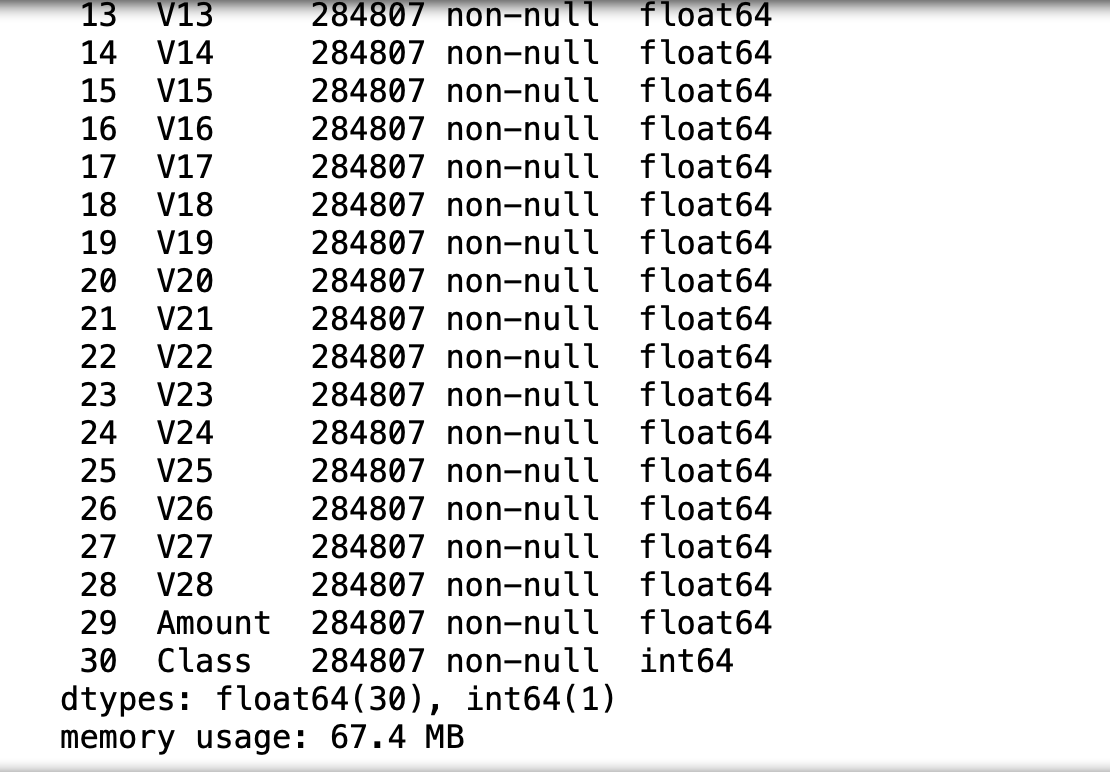 13  V13     284807 non-null  float64
14  V14     284807 non-null  float64
15  V15     284807 non-null  float64
16  V16     284807 non-null  float64
17  V17     284807 non-null  float64
18  V18     284807 non-null  float64
19  V19     284807 non-null  float64
20  V20     284807 non-null  float64
21  V21     284807 non-null  float64
22  V22     284807 non-null  float64
23  V23     284807 non-null  float64
24  V24     284807 non-null  float64
25  V25     284807 non-null  float64
26  V26     284807 non-null  float64
27  V27     284807 non-null  float64
28  V28     284807 non-null  float64
29  Amount  284807 non-null  float64
30  Class   284807 non-null  int64
dtypes: float64(30), int64(1)
memory usage: 67.4 MB